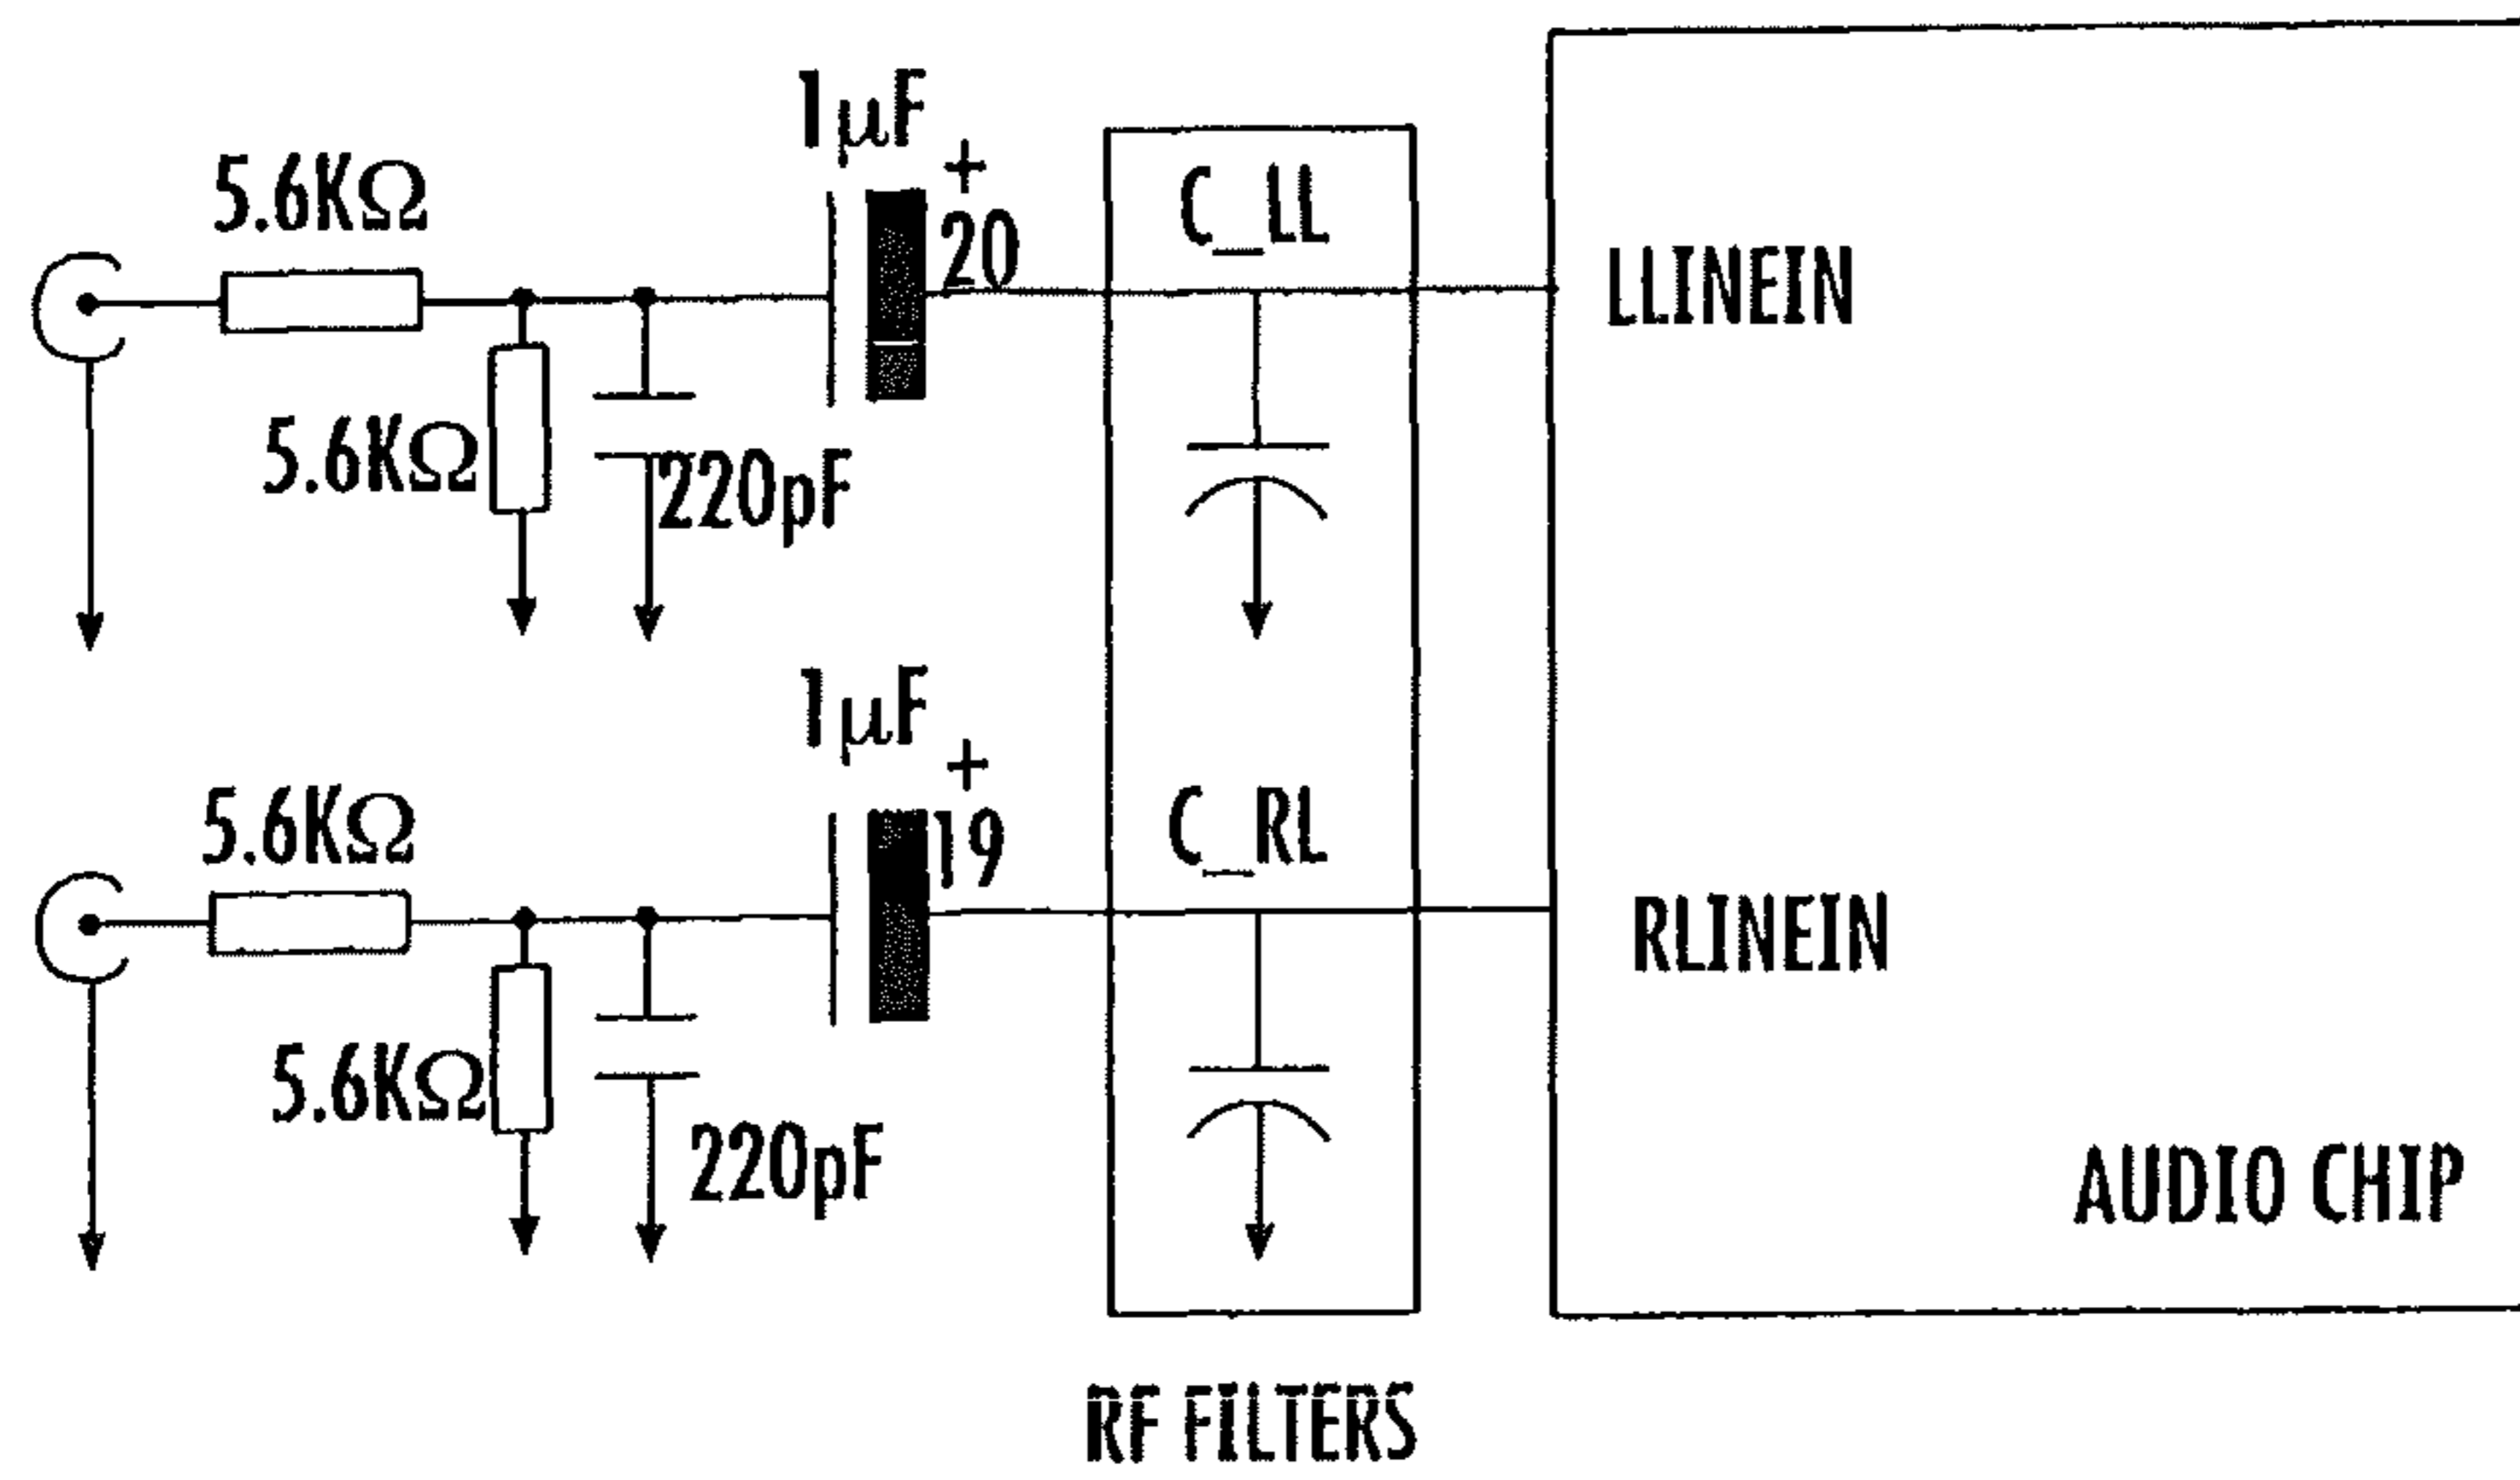 1µF
+
5.6KΩ
20
C_LL
LLINEIN
5.6KΩ
220pF
1µF
+
5.6KΩ
19
C_RL
RLINEIN
5.6KΩ
220pF
AUDIO CHIP
RF FILTERS